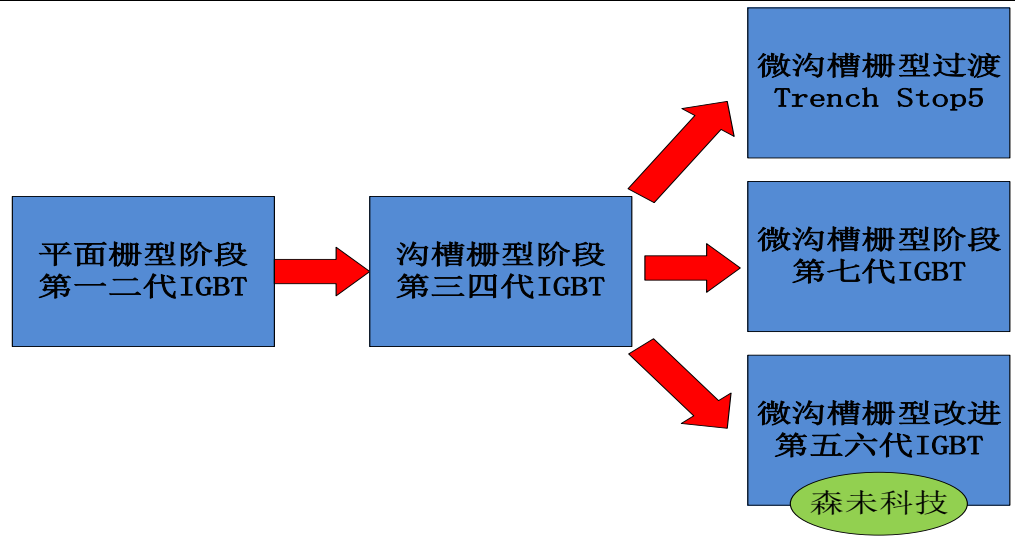 平面栅型阶段
第一二代IGBT
沟槽栅型阶段
第三四代IGBT
微沟槽栅型过渡
Trench Stop5
微沟槽栅型阶段
第七代IGBT
微沟槽栅型改进
第五六代IGBT
森未科技